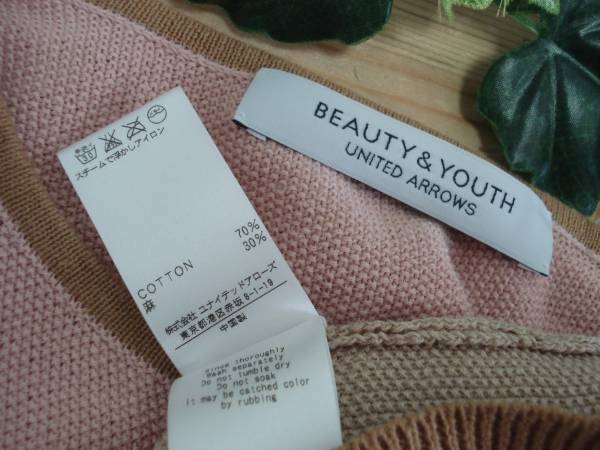 BEAUTY & YOUTH
UNITED ARROWS
30
スチームで浮かしアイロン
COTTON 70%
麻 30%
株式会社 ユナイテッドアローズ
東京都港区赤坂 8-1-19
中国製
Rinse thoroughly
Wash separately
Do not tumble dry
Do not soak
It may be catched color
by rubbing